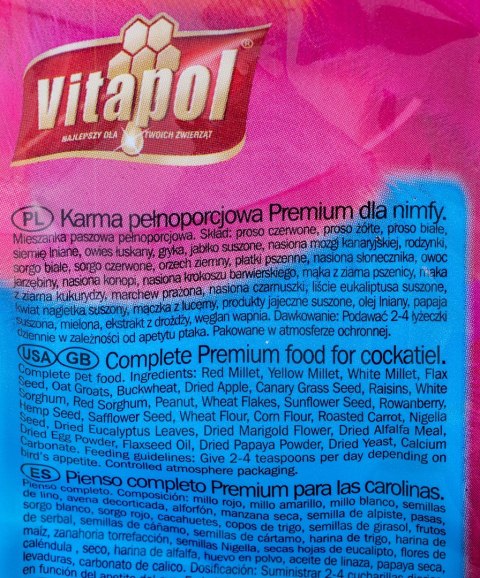 Vitapol®
NAJLEPSZY DLA TWOICH ZWIERZĄT
PL Karma pełnoporcjowa Premium dla nimfy.
Mieszanka paszowa pełnoporcjowa. Skład: proso czerwone, proso żółte, proso białe,
siemię lniane, owies łuskany, gryka, jabłko suszone, nasiona mozgi kanaryjskiej, rodzynki,
sorgo białe, sorgo czerwone, orzech ziemny, płatki pszenne, nasiona słonecznika, owoc
jarzębiny, nasiona konopi, nasiona krokoszu barwierskiego, mąka z ziarna pszenicy, mąka
z ziarna kukurydzy, marchew prażona, nasiona czarnuszki, liście eukaliptusa suszone,
kwiat nagietka suszony, mączka z lucerny, produkty jajeczne suszone, olej lniany, papaja
suszona, mielona, ekstrakt z drożdży, węglan wapnia. Dawkowanie: Podawać 2-4 łyżeczki
dziennie w zależności od apetytu ptaka. Pakowane w atmosferze ochronnej.
USA GB Complete Premium food for cockatiel.
Complete pet food. Ingredients: Red Millet, Yellow Millet, White Millet, Flax
Seed, Oat Groats, Buckwheat, Dried Apple, Canary Grass Seed, Raisins, White
Sorghum, Red Sorghum, Peanut, Wheat Flakes, Sunflower Seed, Rowanberry,
Hemp Seed, Safflower Seed, Wheat Flour, Corn Flour, Roasted Carrot, Nigella
Seed, Dried Eucalyptus Leaves, Dried Marigold Flower, Dried Alfalfa Meal,
Dried Egg Powder, Flaxseed Oil, Dried Papaya Powder, Dried Yeast, Calcium
Carbonate. Feeding guidelines: Give 2-4 teaspoons per day depending on
bird's appetite. Controlled atmosphere packaging.
ES Pienso completo Premium para las carolinas.
Pienso completo. Composición: millo rojo, millo amarillo, millo blanco, semillas
de lino, avena decorticada, alforfón, manzana seca, semilla de alpiste, pasas,
sorgo blanco, sorgo rojo, cacahuetes, copos de trigo, semillas de girasol, frutos
de serbal, semillas de cáñamo, semillas de cártamo, harina de trigo, harina de
maíz, zanahoria torrefacción, semillas Nigella, secas hojas de eucalipto, flores de
caléndula , seco, harina de alfalfa, huevo en polvo, aceite de linaza, papaya seca,
levaduras, carbonato de calico. Dosificación: Suministrar 2-4 cucharillas
en función del apetito del